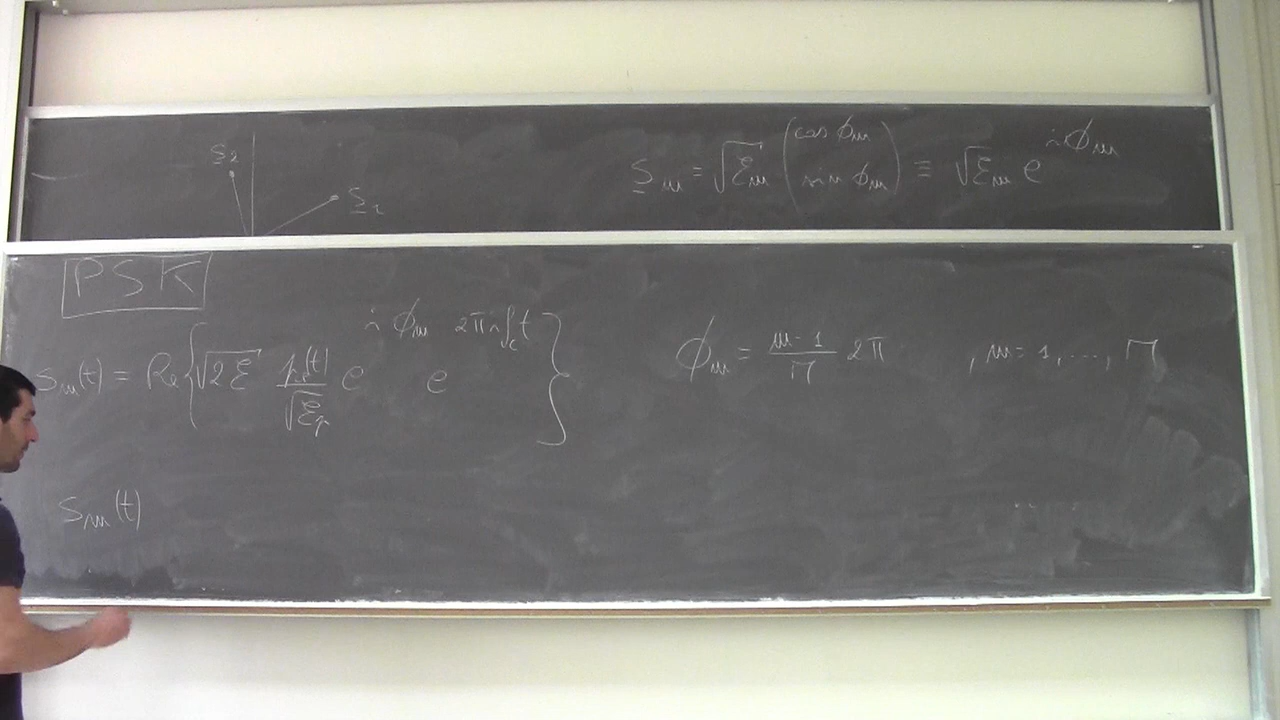 s₂
s₁
s_m = √ℰ_m (cos ϕ_m
sin ϕ_m) ≡ √ℰ_m e^{iϕ_m}
PSK
s_m(t) = Re{√2ℰ p(t)/√ℰ_p e^{iϕ_m} e^{2πif_c t}}
ϕ_m = (m-1)/M 2π , m=1,...,M
s_m(t)